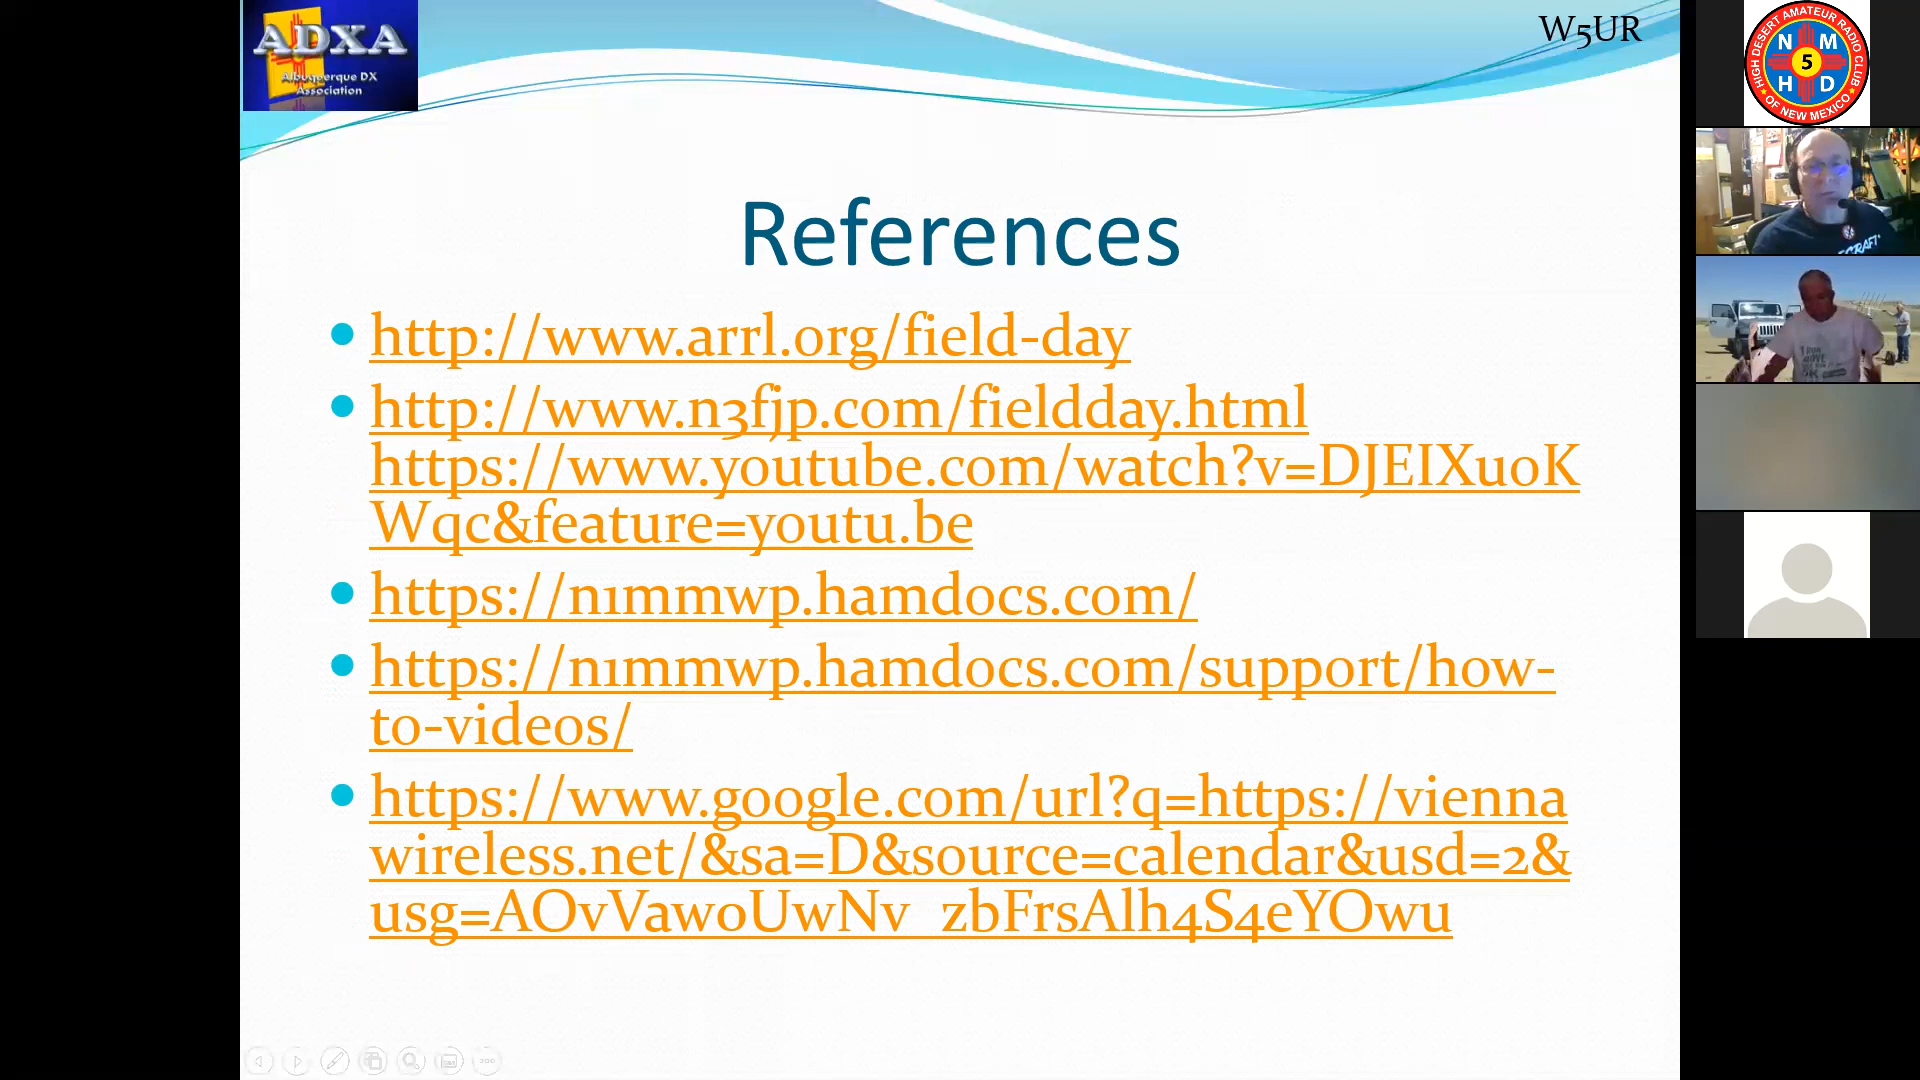 ADXA
Albuquerque DX
Association
W5UR
References
http://www.arrl.org/field-day
http://www.n3fjp.com/fieldday.html
https://www.youtube.com/watch?v=DJEIXu0K
Wqc&feature=youtu.be
https://n1mmwp.hamdocs.com/
https://n1mmwp.hamdocs.com/support/how-
to-videos/
https://www.google.com/url?q=https://vienna
wireless.net/&sa=D&source=calendar&usd=2&
usg=AOvVaw0UwNv_zbFrsAlh4S4eYOwu
HIGH DESERT AMATEUR RADIO CLUB
N M
5
H D
OF NEW MEXICO